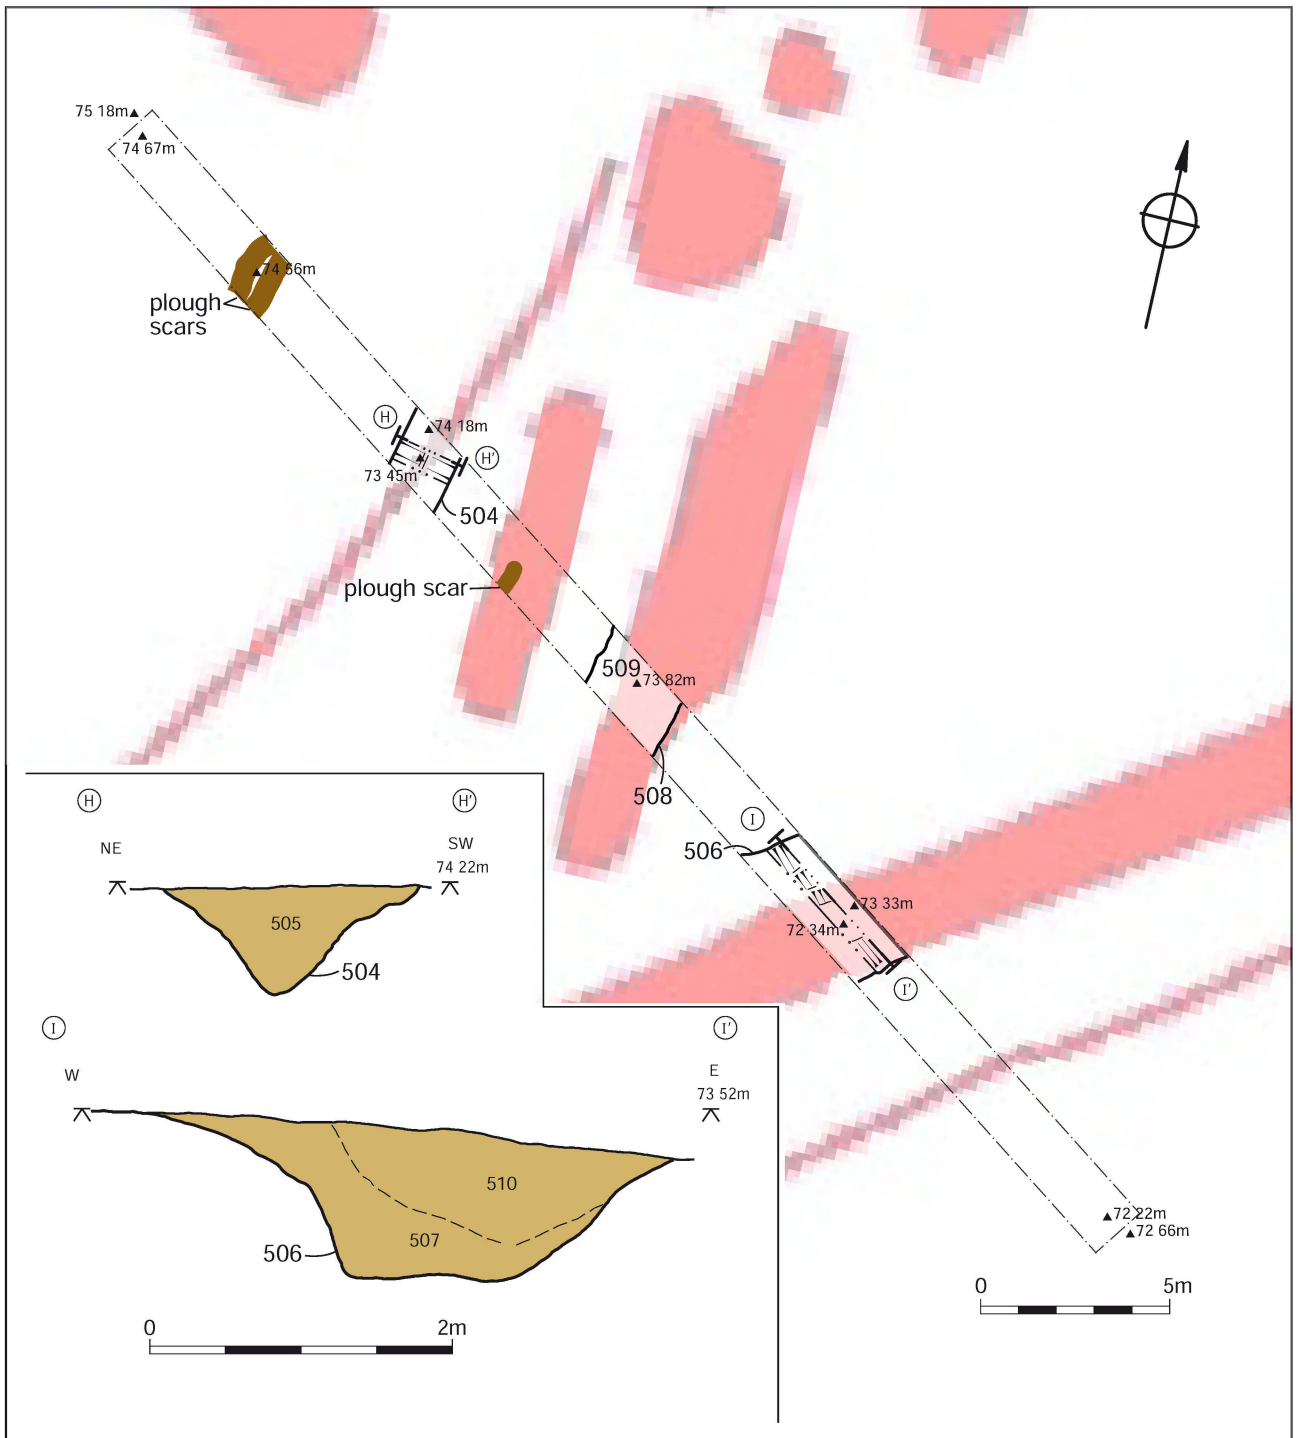 75 18m
74 67m
74 56m
plough
scars
H
74 18m
H'
73 45m
504
plough scar
509
73 82m
508
I
506
73 33m
72 34m
I'
72 22m
72 66m
0 5m
H H'
NE SW
74 22m
505
504
I I'
W E
73 52m
510
507
506
0 2m